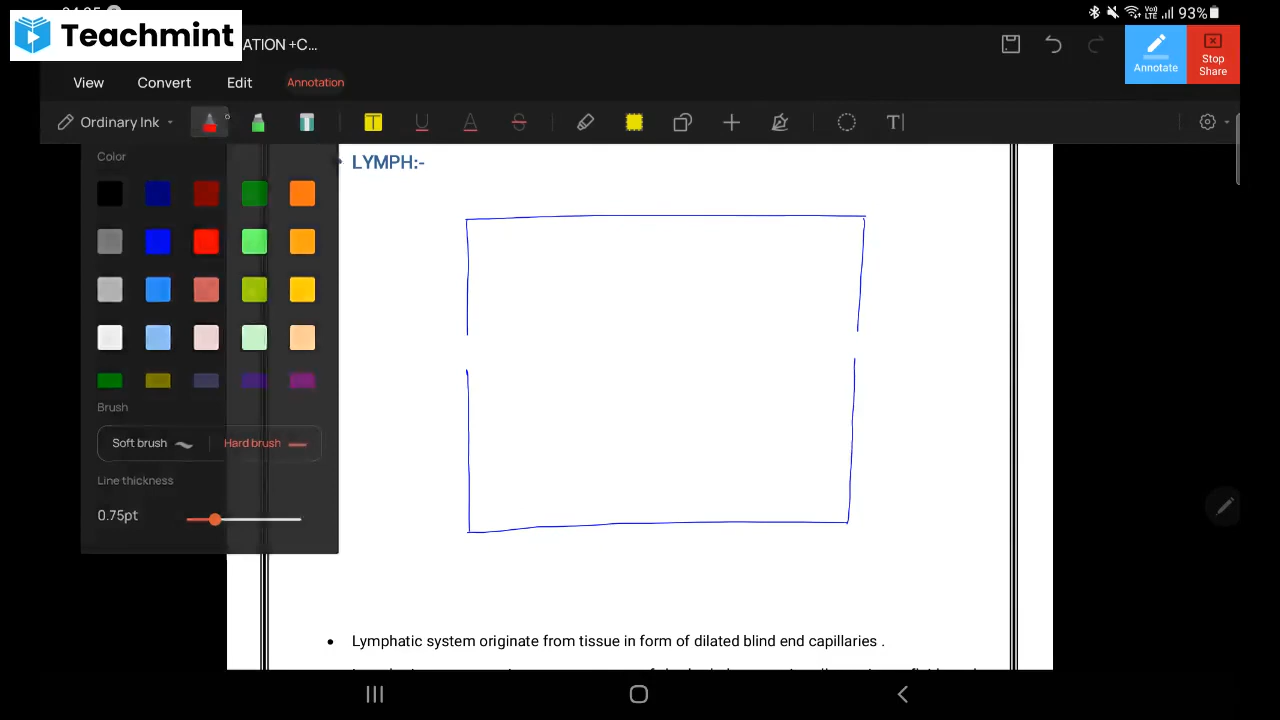 93%
Teachmint
ATION +C...
Annotate
Stop
Share
View
Convert
Edit
Annotation
Ordinary Ink
T
U
A
S
T
Color
LYMPH:-
Brush
Soft brush
Hard brush
Line thickness
0.75pt
• Lymphatic system originate from tissue in form of dilated blind end capillaries .